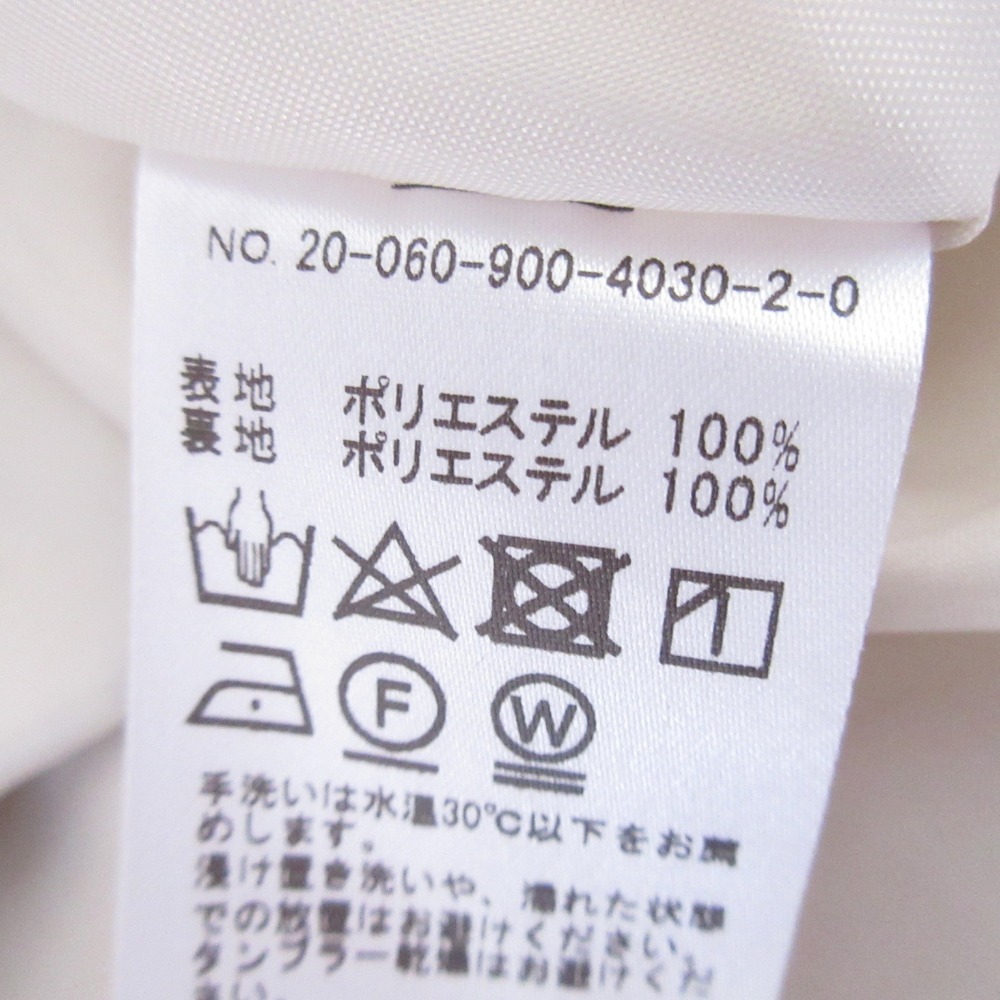 NO. 20-060-900-4030-2-0
表地 ポリエステル 100%
裏地 ポリエステル 100%
F W
手洗いは水温30℃以下をお薦
めします。
浸け置き洗いや、濡れた状態
での放置はお避けください。
タンブラー乾燥はお避けくだ
さい。